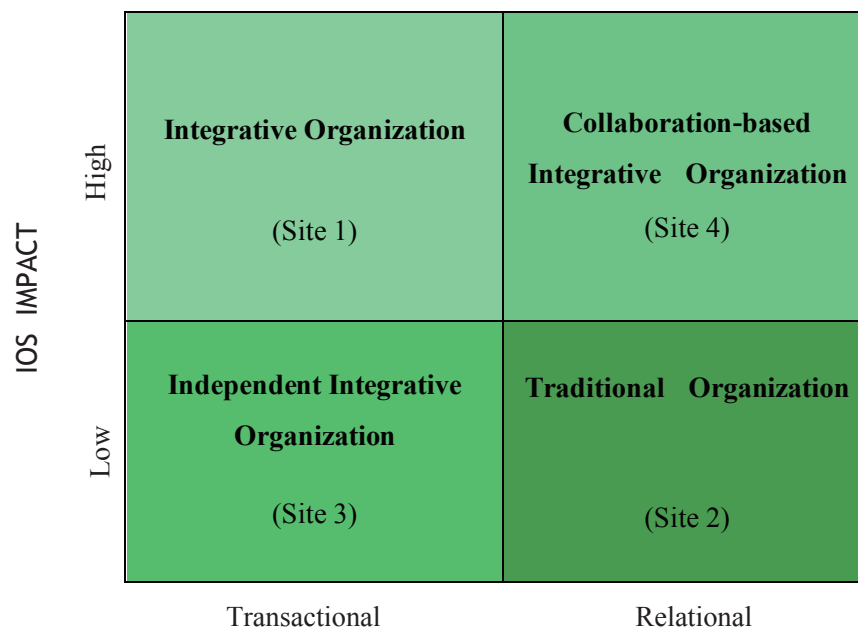 Integrative Organization
(Site 1)
Collaboration-based
Integrative Organization
(Site 4)
High
IOS IMPACT
Independent Integrative
Organization
(Site 3)
Traditional Organization
(Site 2)
Low
Transactional
Relational